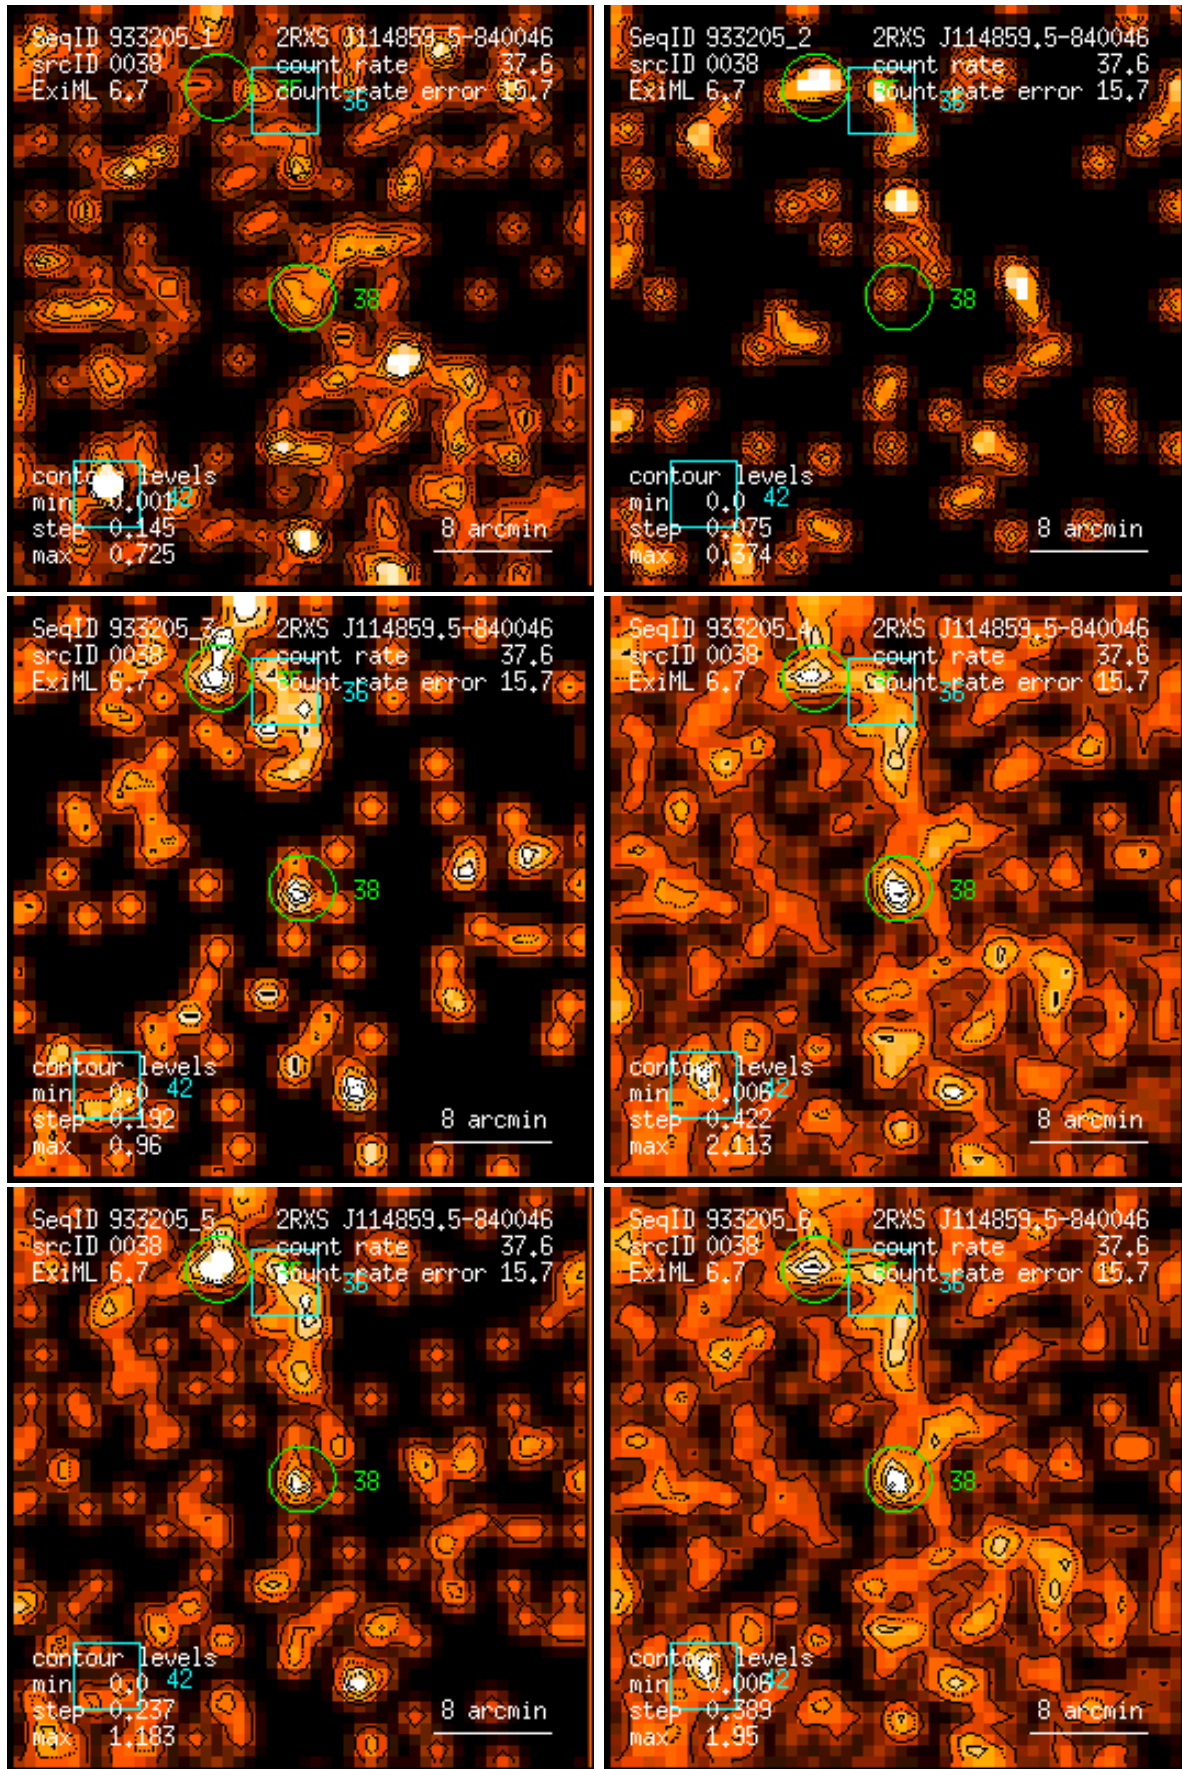 SeqID 933205_1 2RXS J114859.5-840046
srcID 0038 count rate 37.6
ExiML 6.7 count rate error 15.7
36
38
contour levels
min 0.001 42
step 0.145 8 arcmin
max 0.725
SeqID 933205_2 2RXS J114859.5-840046
srcID 0038 count rate 37.6
ExiML 6.7 count rate error 15.7
36
38
contour levels
min 0.0 42
step 0.075 8 arcmin
max 0.374
SeqID 933205_3 2RXS J114859.5-840046
srcID 0038 count rate 37.6
ExiML 6.7 count rate error 15.7
36
38
contour levels
min 0.0 42
step 0.192 8 arcmin
max 0.96
SeqID 933205_4 2RXS J114859.5-840046
srcID 0038 count rate 37.6
ExiML 6.7 count rate error 15.7
36
38
contour levels
min 0.006 42
step 0.422 8 arcmin
max 2.113
SeqID 933205_5 2RXS J114859.5-840046
srcID 0038 count rate 37.6
ExiML 6.7 count rate error 15.7
36
38
contour levels
min 0.0 42
step 0.237 8 arcmin
max 1.183
SeqID 933205_6 2RXS J114859.5-840046
srcID 0038 count rate 37.6
ExiML 6.7 count rate error 15.7
36
38
contour levels
min 0.006 42
step 0.389 8 arcmin
max 1.95